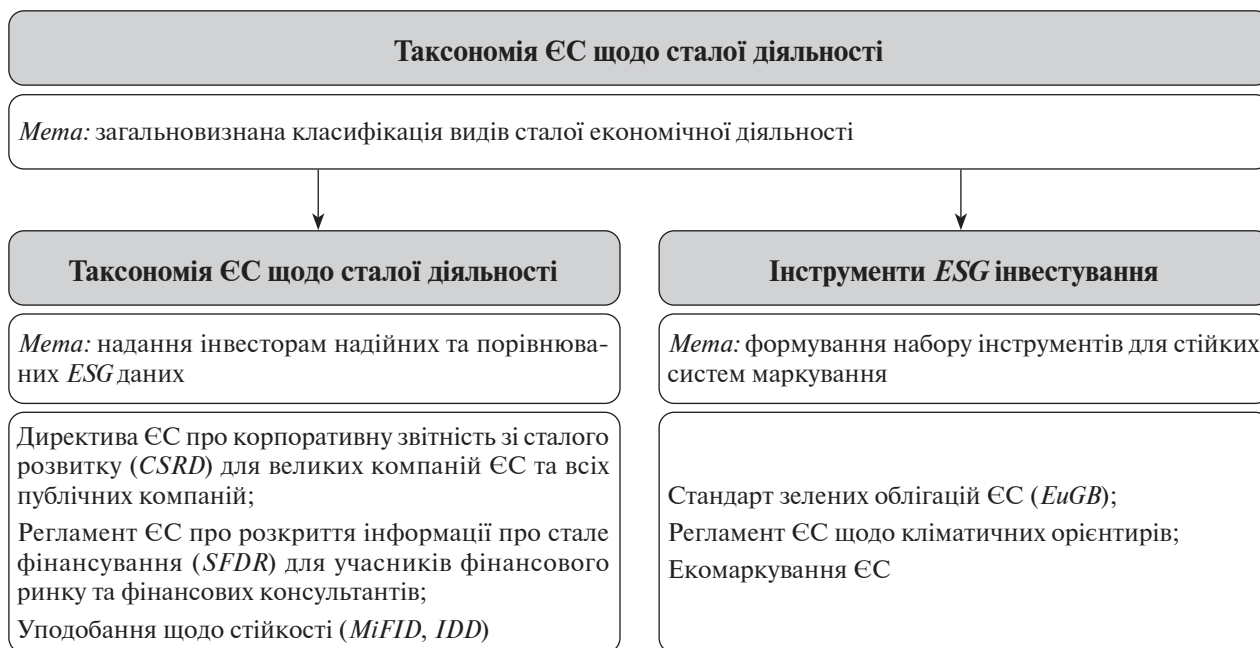 Таксономія ЄС щодо сталої діяльності
Мета: загальновизнана класифікація видів сталої економічної діяльності
Таксономія ЄС щодо сталої діяльності
Мета: надання інвесторам надійних та порівнюва-
них ESG даних
Директива ЄС про корпоративну звітність зі сталого
розвитку (CSRD) для великих компаній ЄС та всіх
публічних компаній;
Регламент ЄС про розкриття інформації про стале
фінансування (SFDR) для учасників фінансового
ринку та фінансових консультантів;
Уподобання щодо стійкості (MiFID, IDD)
Інструменти ESG інвестування
Мета: формування набору інструментів для стійких
систем маркування
Стандарт зелених облігацій ЄС (EuGB);
Регламент ЄС щодо кліматичних орієнтирів;
Екомаркування ЄС